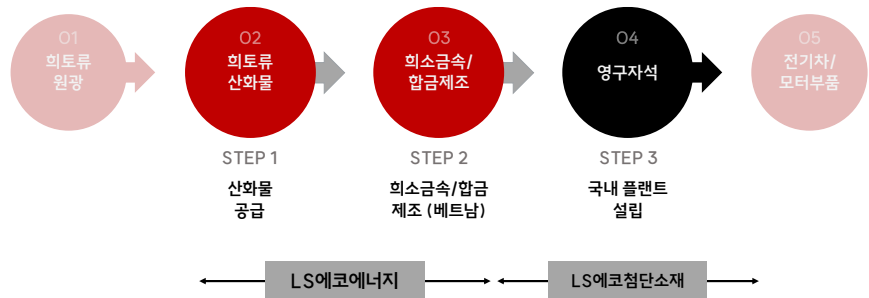 01
희토류
원광
02
희토류
산화물
03
희소금속/
합금제조
04
영구자석
05
전기차/
모터부품
STEP 1
산화물
공급
STEP 2
희소금속/합금
제조 (베트남)
STEP 3
국내 플랜트
설립
LS에코에너지
LS에코첨단소재